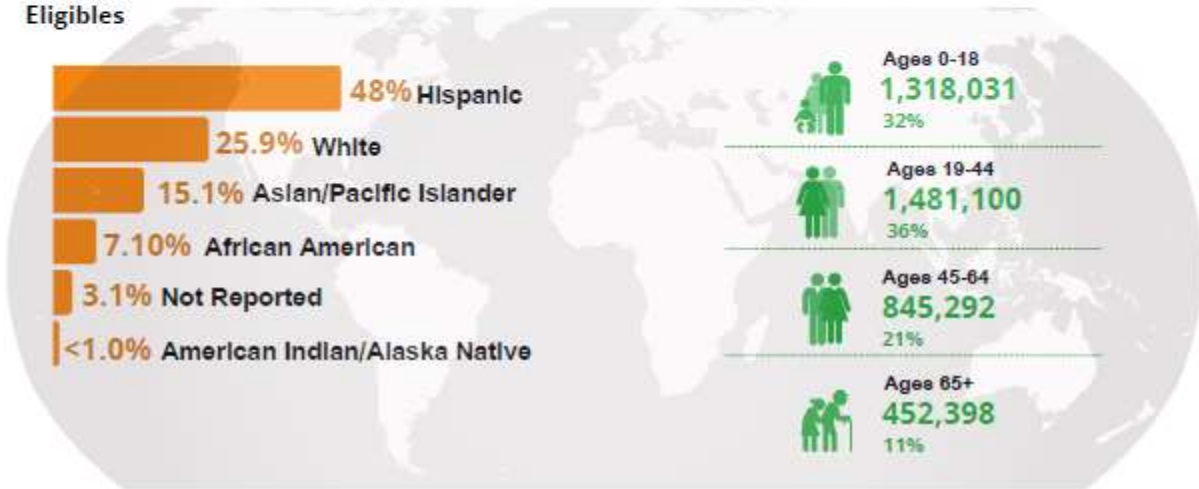 Eligibles
48% Hispanic
25.9% White
15.1% Asian/Pacific Islander
7.10% African American
3.1% Not Reported
<1.0% American Indian/Alaska Native
Ages 0-18
1,318,031
32%
Ages 19-44
1,481,100
36%
Ages 45-64
845,292
21%
Ages 65+
452,398
11%